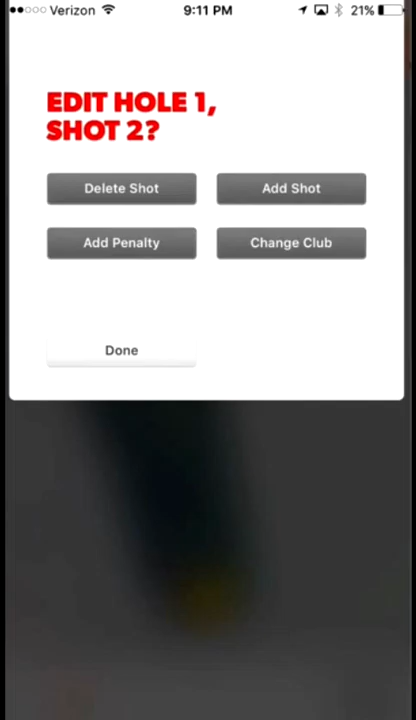 Verizon 9:11 PM 21%
EDIT HOLE 1,
SHOT 2?
Delete Shot Add Shot
Add Penalty Change Club
Done